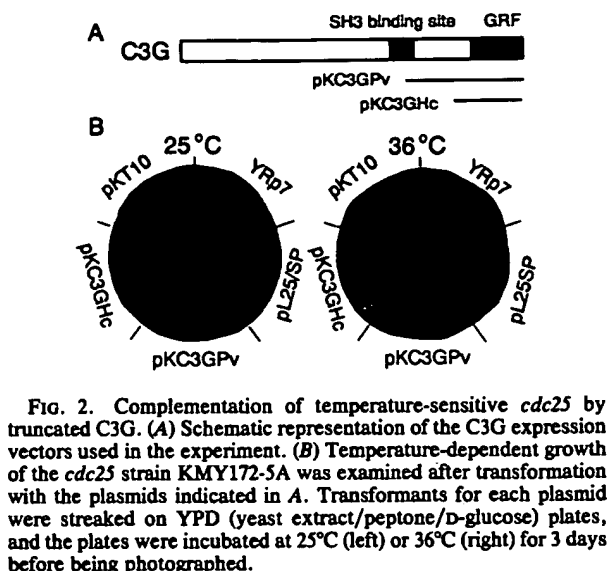 A
SH3 binding site GRF
C3G
pKC3GPv
pKC3GHc
B
25°C
36°C
pKT10
YRp7
pKT10
YRp7
pKC3GHc
pL25/SP
pKC3GHc
pL25SP
pKC3GPv
pKC3GPv
FIG. 2. Complementation of temperature-sensitive cdc25 by
truncated C3G. (A) Schematic representation of the C3G expression
vectors used in the experiment. (B) Temperature-dependent growth
of the cdc25 strain KMY172-5A was examined after transformation
with the plasmids indicated in A. Transformants for each plasmid
were streaked on YPD (yeast extract/peptone/D-glucose) plates,
and the plates were incubated at 25°C (left) or 36°C (right) for 3 days
before being photographed.